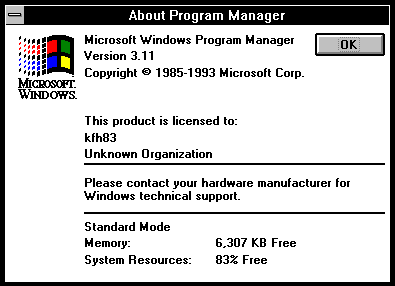 About Program Manager
Microsoft Windows Program Manager
Version 3.11
Copyright © 1985-1993 Microsoft Corp.
OK
MICROSOFT.
WINDOWS.
This product is licensed to:
kfh83
Unknown Organization
Please contact your hardware manufacturer for
Windows technical support.
Standard Mode
Memory: 6,307 KB Free
System Resources: 83% Free